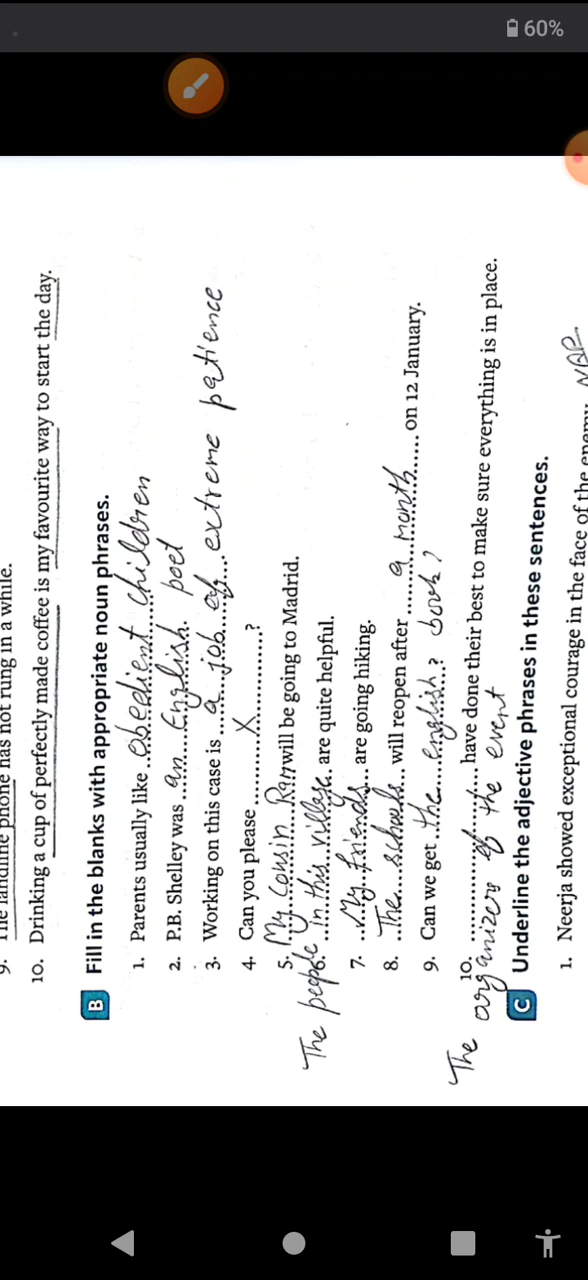 60%
9. The landline phone has not rung in a while.
10. Drinking a cup of perfectly made coffee is my favourite way to start the day.
B Fill in the blanks with appropriate noun phrases.
1. Parents usually like ..obedient children
2. P.B. Shelley was ....an English poet
3. Working on this case is ....a job of.... extreme patience
4. Can you please ..........X..........?
5. My cousin Ram will be going to Madrid.
The people
6. ....in this village.. are quite helpful.
7. ..My friends... are going hiking.
8. ..The schools.. will reopen after ....a month...... on 12 January.
9. Can we get ..the....english....? book?
10. .......................... have done their best to make sure everything is in place.
The organizers of the event
C Underline the adjective phrases in these sentences.
1. Neerja showed exceptional courage in the face of the enemy.